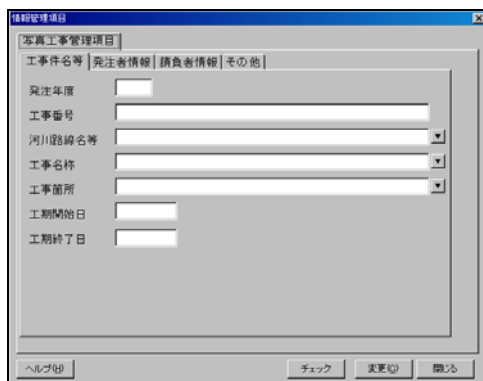 情報管理項目
写真工事管理項目
工事件名等 発注者情報 請負者情報 その他
発注年度
工事番号
河川路線名等
工事名称
工事箇所
工期開始日
工期終了日
ヘルプ(H) チェック 変更(C) 閉じる